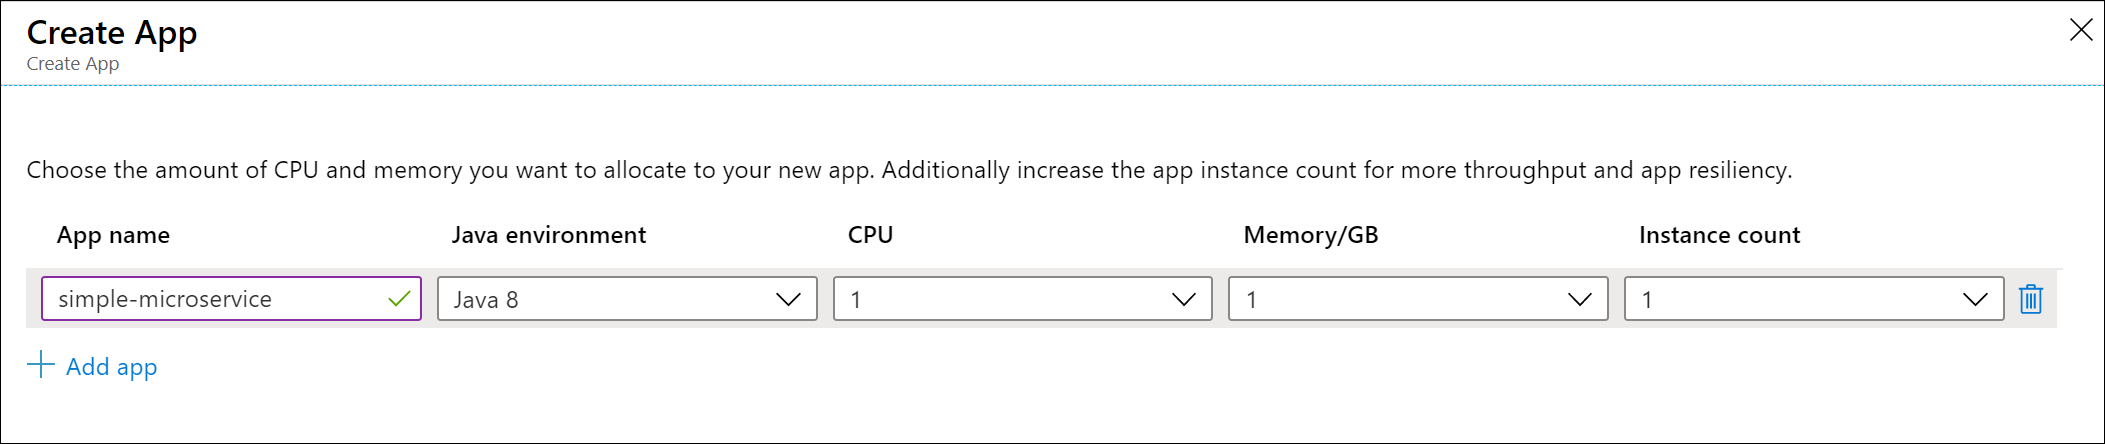 Create App
Create App
Choose the amount of CPU and memory you want to allocate to your new app. Additionally increase the app instance count for more throughput and app resiliency.
App name Java environment CPU Memory/GB Instance count
simple-microservice Java 8 1 1 1
Add app